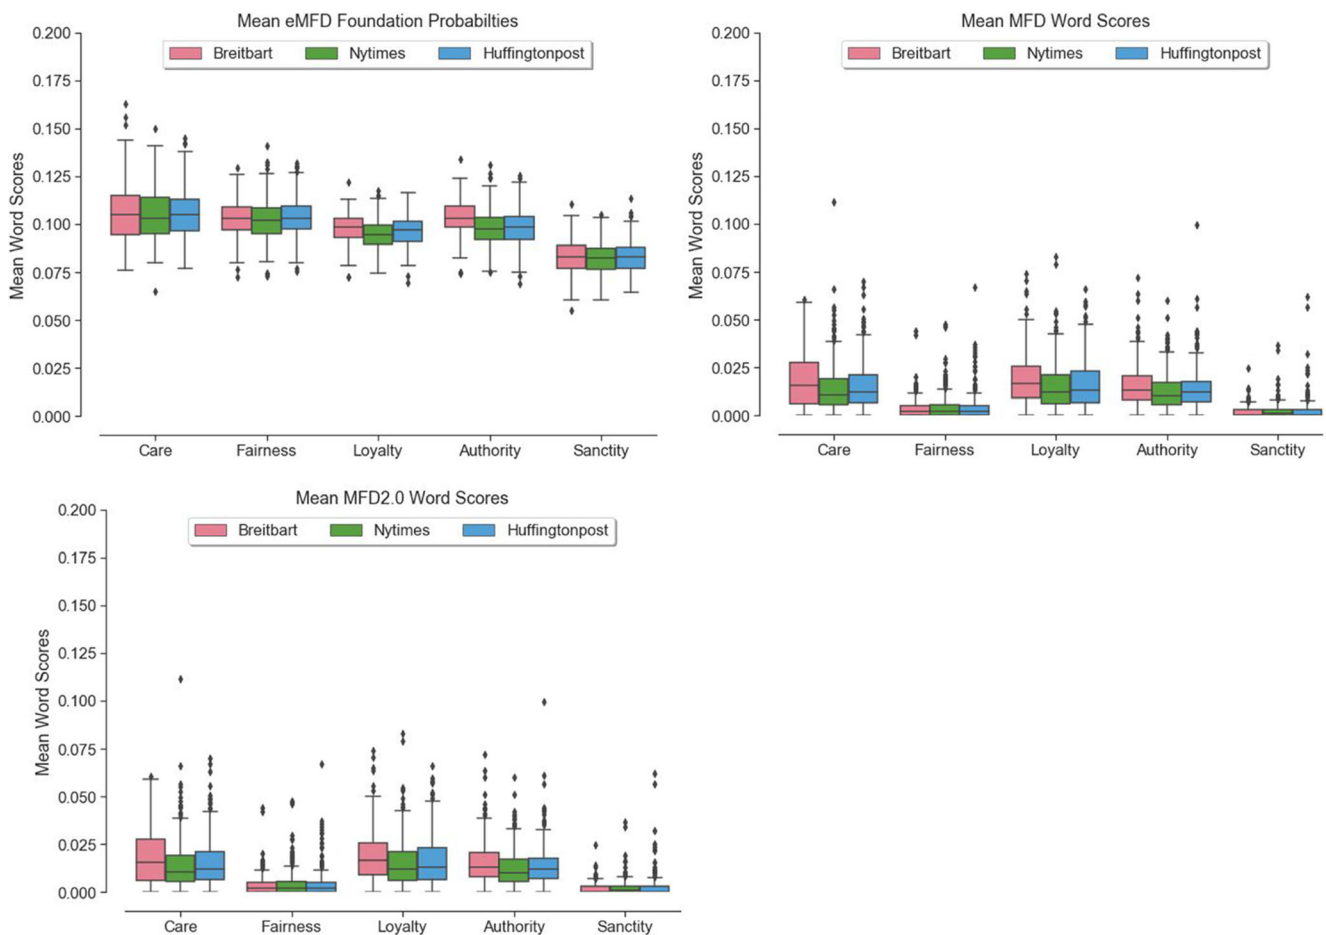 Mean eMFD Foundation Probabilties
Breitbart Nytimes Huffingtonpost
Mean Word Scores
0.200
0.175
0.150
0.125
0.100
0.075
0.050
0.025
0.000
Care Fairness Loyalty Authority Sanctity
Mean MFD Word Scores
Breitbart Nytimes Huffingtonpost
Mean Word Scores
0.200
0.175
0.150
0.125
0.100
0.075
0.050
0.025
0.000
Care Fairness Loyalty Authority Sanctity
Mean MFD2.0 Word Scores
Breitbart Nytimes Huffingtonpost
Mean Word Scores
0.200
0.175
0.150
0.125
0.100
0.075
0.050
0.025
0.000
Care Fairness Loyalty Authority Sanctity